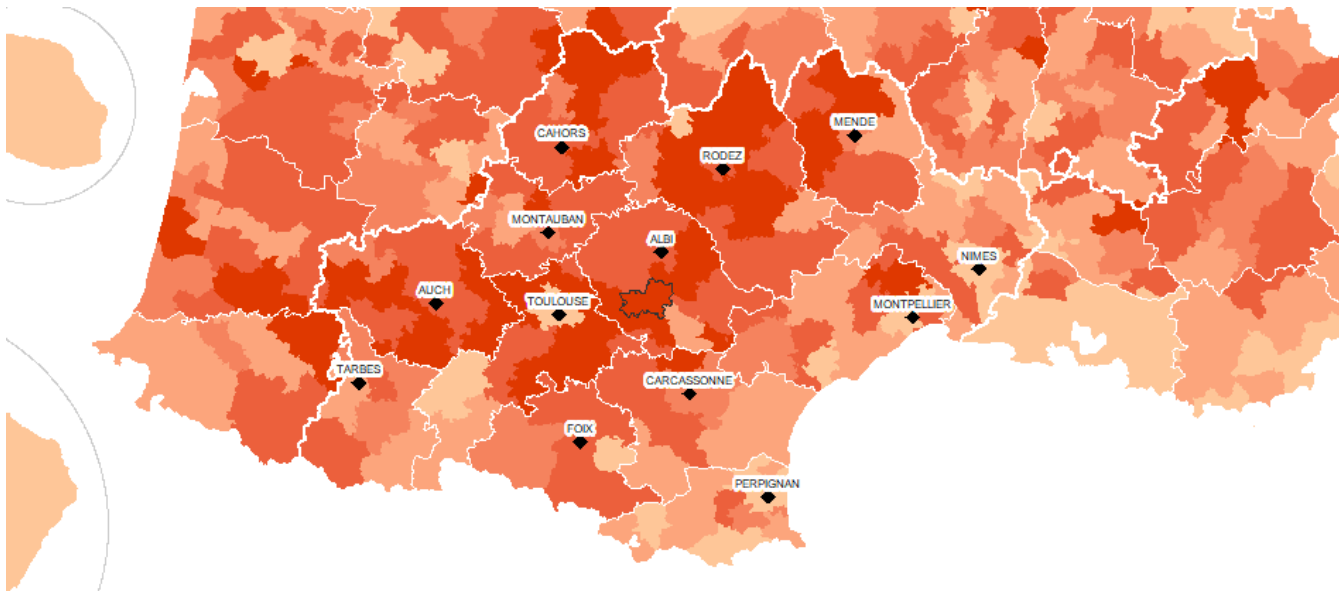 MENDE
CAHORS
RODEZ
MONTAUBAN
ALBI
NIMES
AUCH
TOULOUSE
MONTPELLIER
TARBES
CARCASSONNE
FOIX
PERPIGNAN